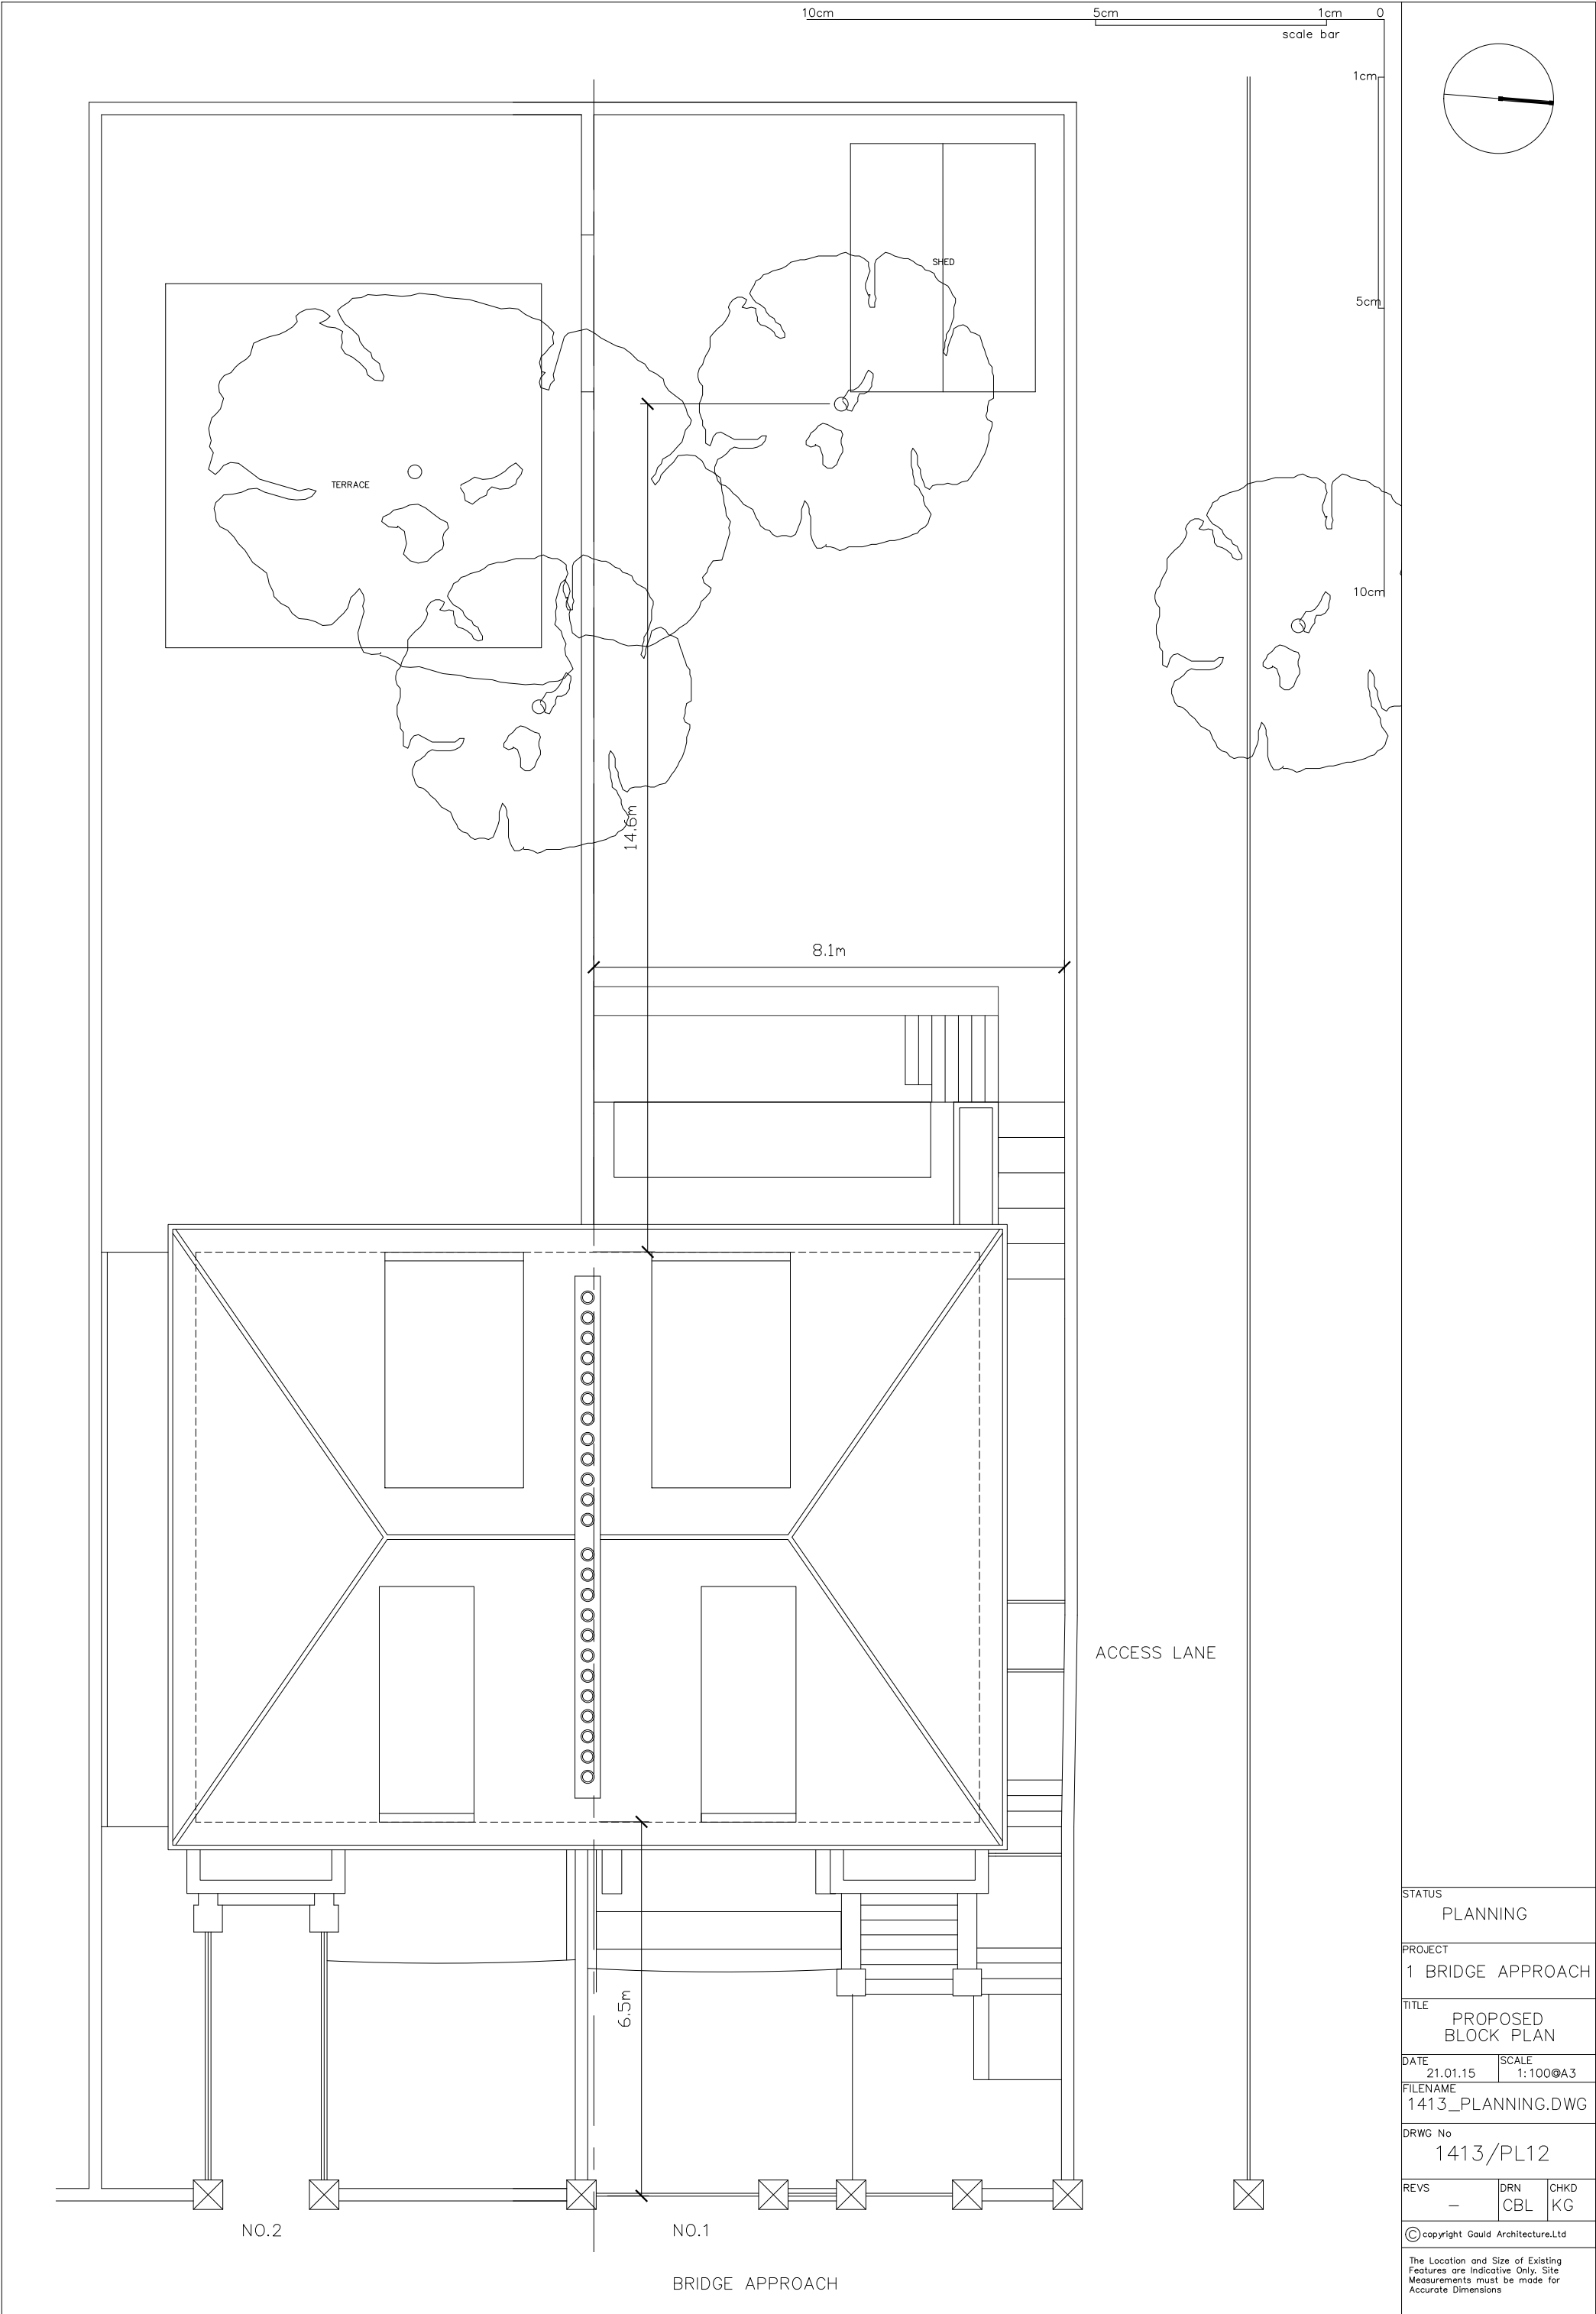 10cm
5cm
1cm
0
scale bar
1cm
5cm
10cm
SHED
TERRACE
14.6m
8.1m
ACCESS LANE
6.5m
NO.2
NO.1
BRIDGE APPROACH
STATUS
PLANNING
PROJECT
1 BRIDGE APPROACH
TITLE
PROPOSED
BLOCK PLAN
DATE
21.01.15
SCALE
1:100@A3
FILENAME
1413_PLANNING.DWG
DRWG No
1413/PL12
REVS
–
DRN
CBL
CHKD
KG
© copyright Gauld Architecture.Ltd
The Location and Size of Existing
Features are Indicative Only. Site
Measurements must be made for
Accurate Dimensions